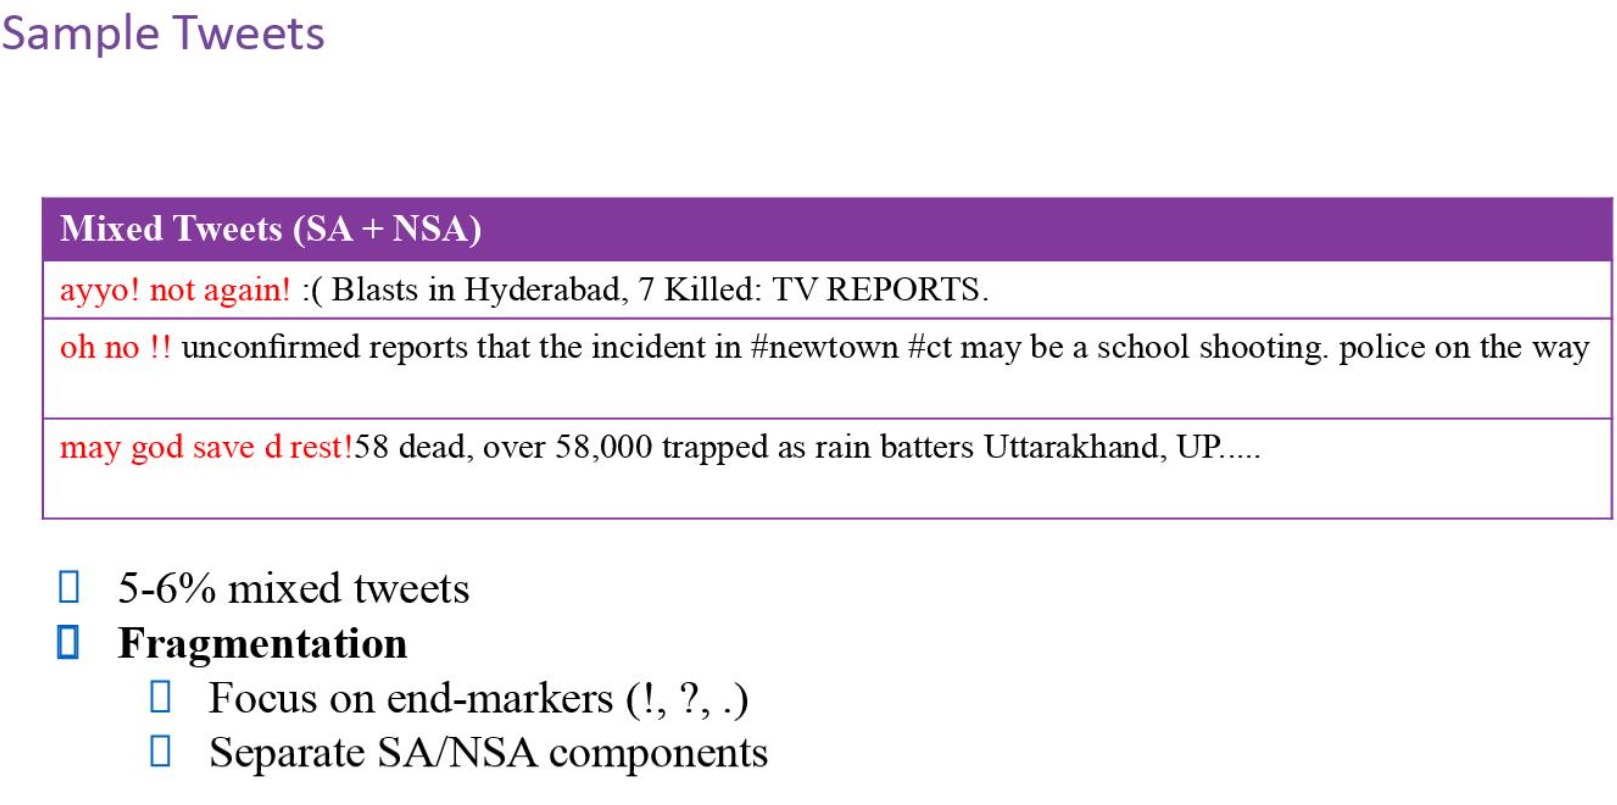 Sample Tweets
Mixed Tweets (SA + NSA)
ayyo! not again! :( Blasts in Hyderabad, 7 Killed: TV REPORTS.
oh no !! unconfirmed reports that the incident in #newtown #ct may be a school shooting. police on the way
may god save d rest!58 dead, over 58,000 trapped as rain batters Uttarakhand, UP.....
5-6% mixed tweets
Fragmentation
Focus on end-markers (!, ?, .)
Separate SA/NSA components